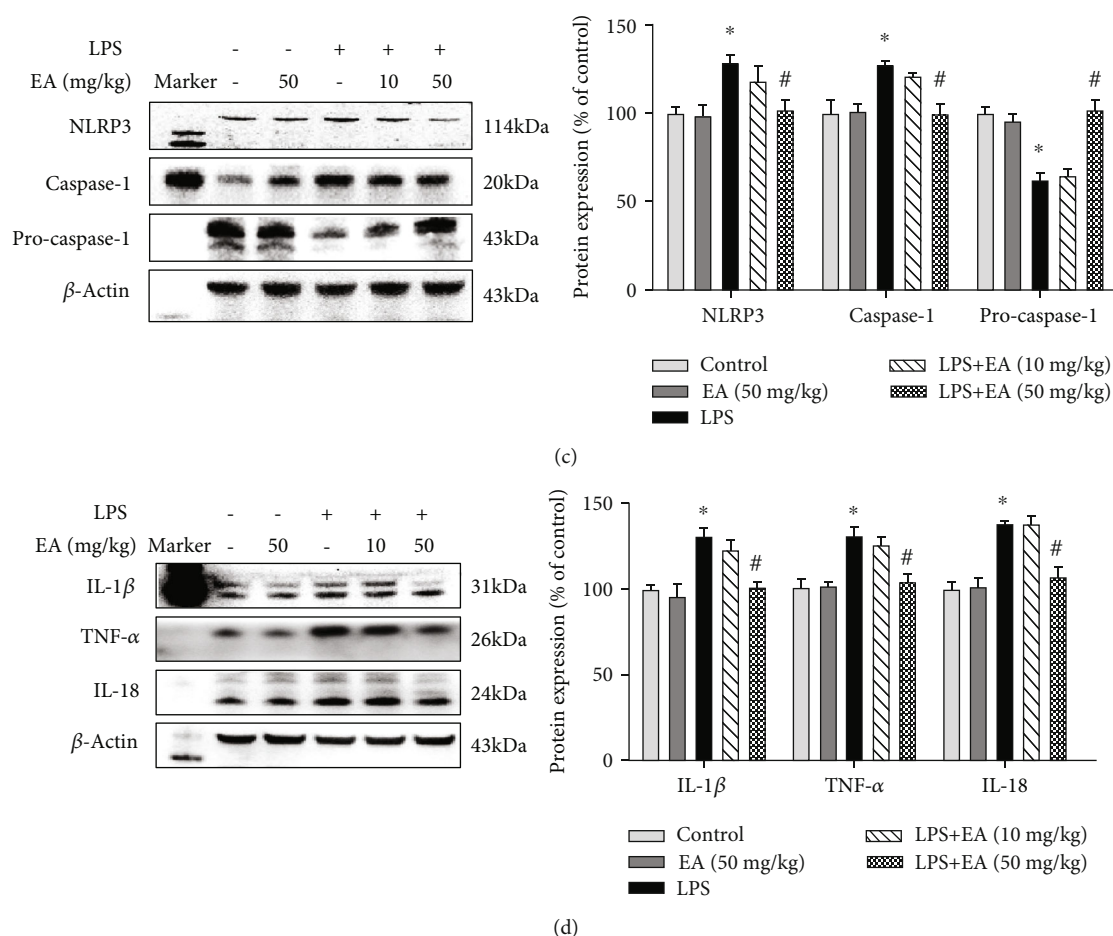 LPS - - + + +
EA (mg/kg) Marker - 50 - 10 50
NLRP3 114kDa
Caspase-1 20kDa
Pro-caspase-1 43kDa
β-Actin 43kDa
Protein expression (% of control)
150
100
50
0
* # * # * #
NLRP3 Caspase-1 Pro-caspase-1
Control LPS+EA (10 mg/kg)
EA (50 mg/kg) LPS+EA (50 mg/kg)
LPS
(c)
LPS - - + + +
EA (mg/kg) Marker - 50 - 10 50
IL-1β 31kDa
TNF-α 26kDa
IL-18 24kDa
β-Actin 43kDa
Protein expression (% of control)
150
100
50
0
* # * # * #
IL-1β TNF-α IL-18
Control LPS+EA (10 mg/kg)
EA (50 mg/kg) LPS+EA (50 mg/kg)
LPS
(d)